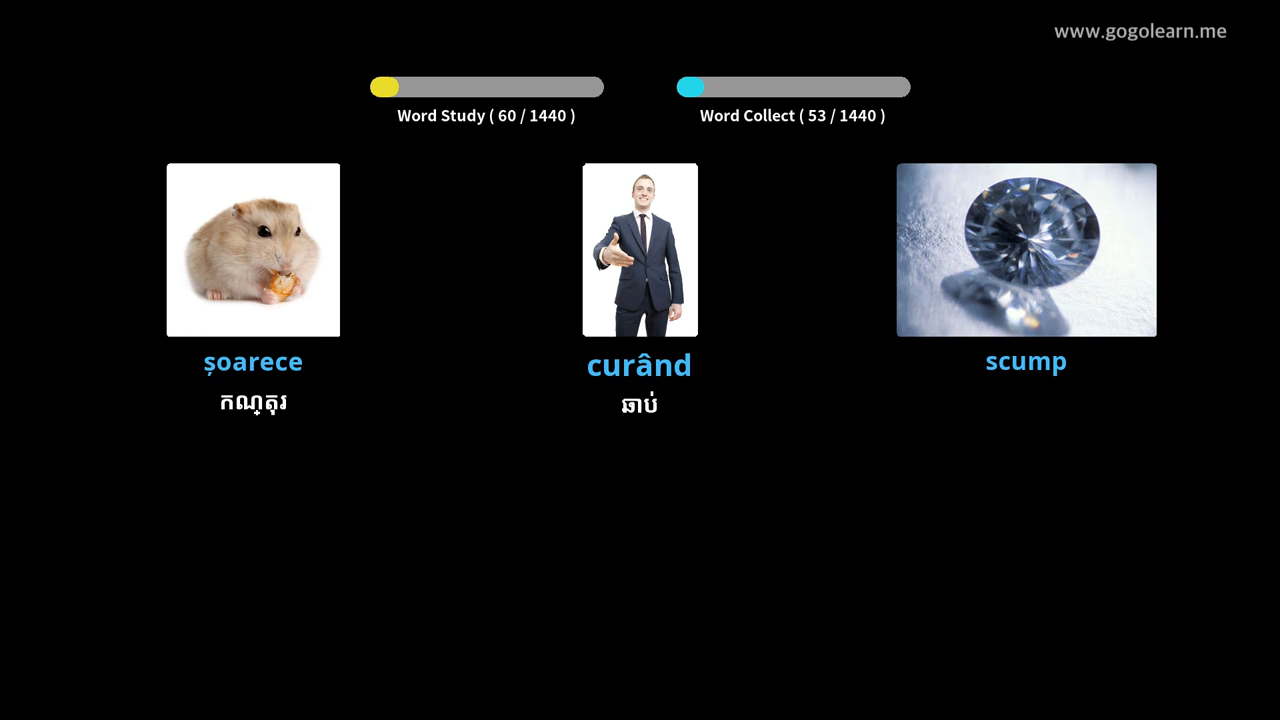 www.gogolearn.me
Word Study ( 60 / 1440 )
Word Collect ( 53 / 1440 )
șoarece
កណ្តុរ
curând
ឆាប់
scump